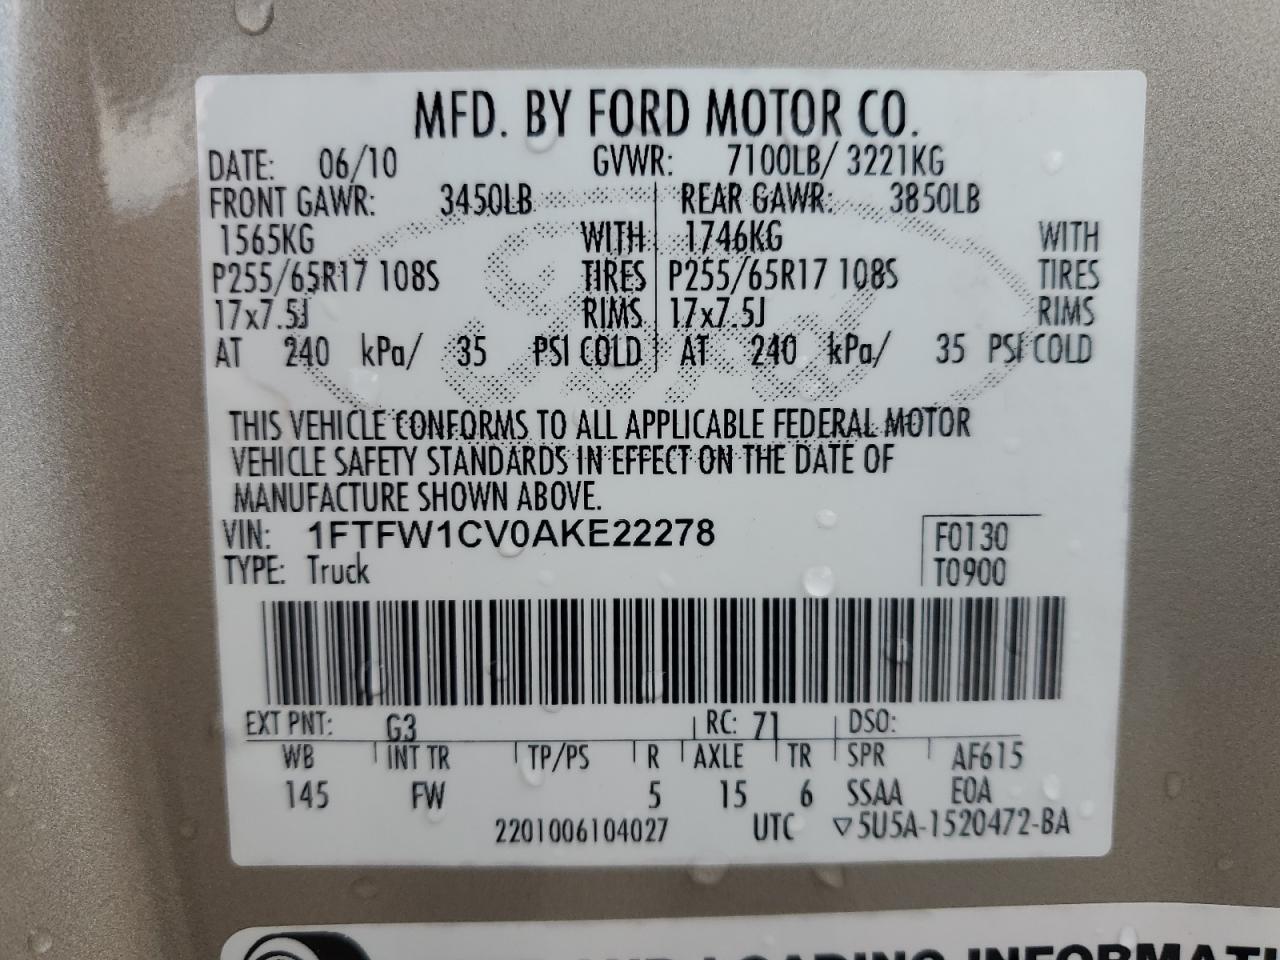 MFD. BY FORD MOTOR CO.
DATE: 06/10 GVWR: 7100LB/ 3221KG
FRONT GAWR: 3450LB REAR GAWR: 3850LB
1565KG WITH 1746KG WITH
P255/65R17 108S TIRES P255/65R17 108S TIRES
17x7.5J RIMS 17x7.5J RIMS
AT 240 kPa/ 35 PSI COLD AT 240 kPa/ 35 PSI COLD
THIS VEHICLE CONFORMS TO ALL APPLICABLE FEDERAL MOTOR
VEHICLE SAFETY STANDARDS IN EFFECT ON THE DATE OF
MANUFACTURE SHOWN ABOVE.
VIN: 1FTFW1CV0AKE22278 F0130
TYPE: Truck T0900
EXT PNT: G3 RC: 71 DSO:
WB INT TR TP/PS R AXLE TR SPR AF615
145 FW 5 15 6 SSAA EOA
2201006104027 UTC ▽5U5A-1520472-BA
LOADING